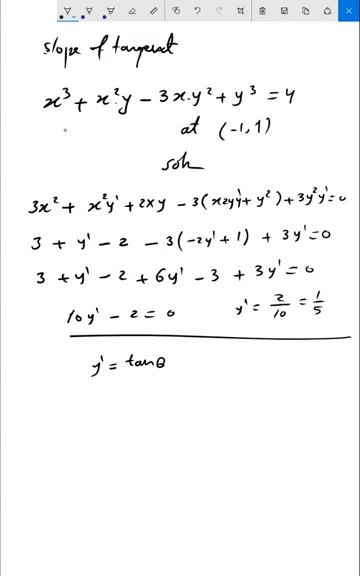 slope of tangent
x³ + x²y - 3x.y² + y³ = 4
at (-1,1)
soln
3x² + x²y' + 2xy - 3(x2yy' + y²) + 3y²y' = 0
3 + y' - 2 - 3(-2y' + 1) + 3y' = 0
3 + y' - 2 + 6y' - 3 + 3y' = 0
10y' - 2 = 0 y' = 2/10 = 1/5
y' = tanθ